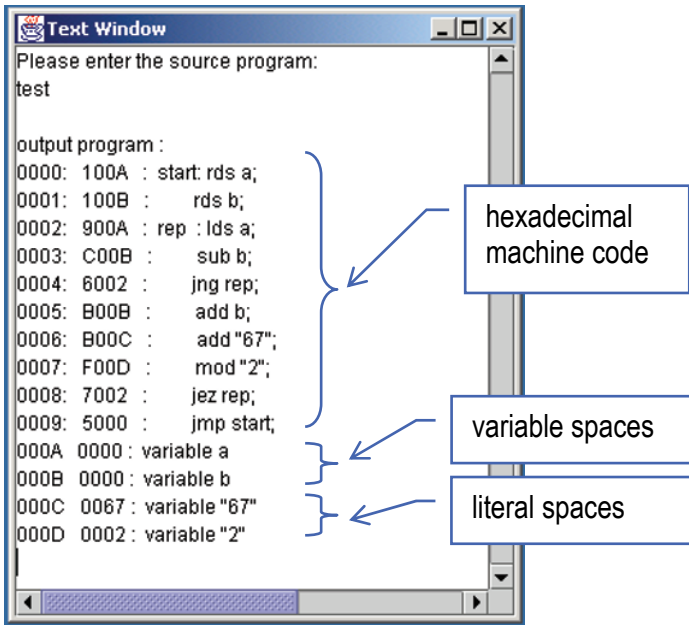 Text Window
Please enter the source program:
test
output program :
0000: 100A : start: rds a;
0001: 100B : rds b;
0002: 900A : rep : lds a;
0003: C00B : sub b;
0004: 6002 : jng rep;
0005: B00B : add b;
0006: B00C : add "67";
0007: F00D : mod "2";
0008: 7002 : jez rep;
0009: 5000 : jmp start;
000A 0000 : variable a
000B 0000 : variable b
000C 0067 : variable "67"
000D 0002 : variable "2"
hexadecimal
machine code
variable spaces
literal spaces